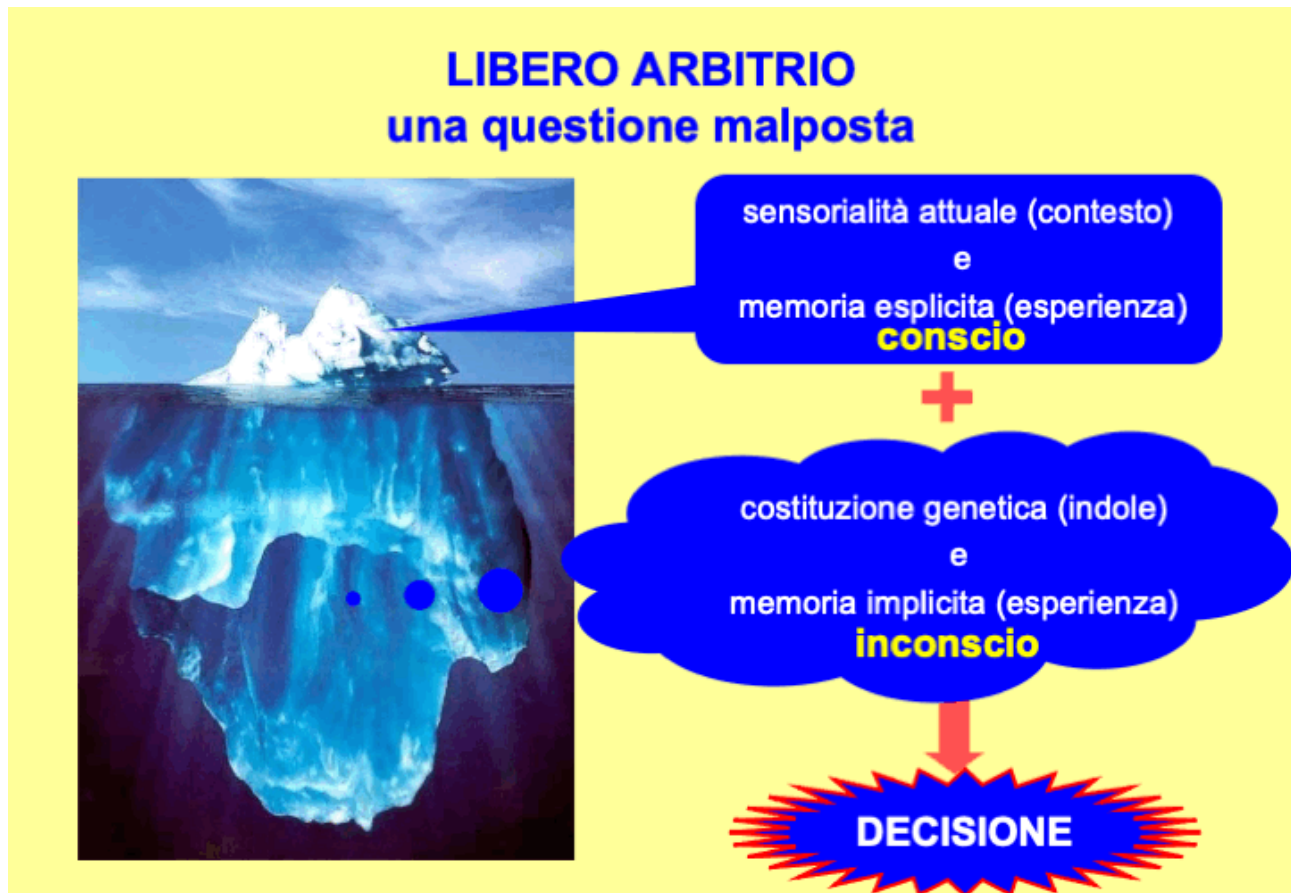 LIBERO ARBITRIO
una questione malposta
sensorialità attuale (contesto)
e
memoria esplicita (esperienza)
conscio
+
costituzione genetica (indole)
e
memoria implicita (esperienza)
inconscio
DECISIONE